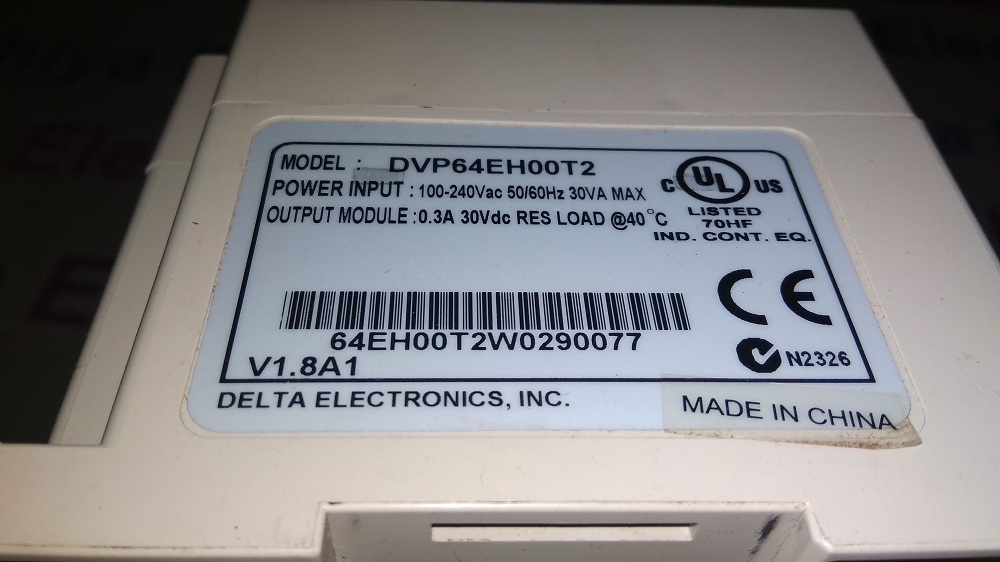 MODEL : DVP64EH00T2
POWER INPUT : 100-240Vac 50/60Hz 30VA MAX
OUTPUT MODULE : 0.3A 30Vdc RES LOAD @40°C
C UL US
LISTED
70HF
IND. CONT. EQ.
CE
64EH00T2W0290077
N2326
V1.8A1
DELTA ELECTRONICS, INC.
MADE IN CHINA